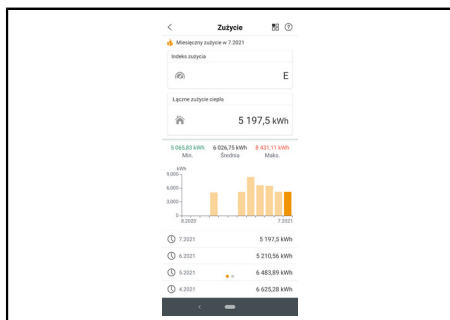 Zużycie
Miesięczny zużycie w 7.2021
Indeks zużycia
E
Łączne zużycie ciepła
5 197,5 kWh
5 065,83 kWh 6 026,75 kWh 8 431,11 kWh
Min. Średnia Maks.
kWh
9,000
6,000
3,000
0
8.2020 7.2021
7.2021 5 197,5 kWh
6.2021 5 210,56 kWh
5.2021 6 483,89 kWh
4.2021 6 625,28 kWh